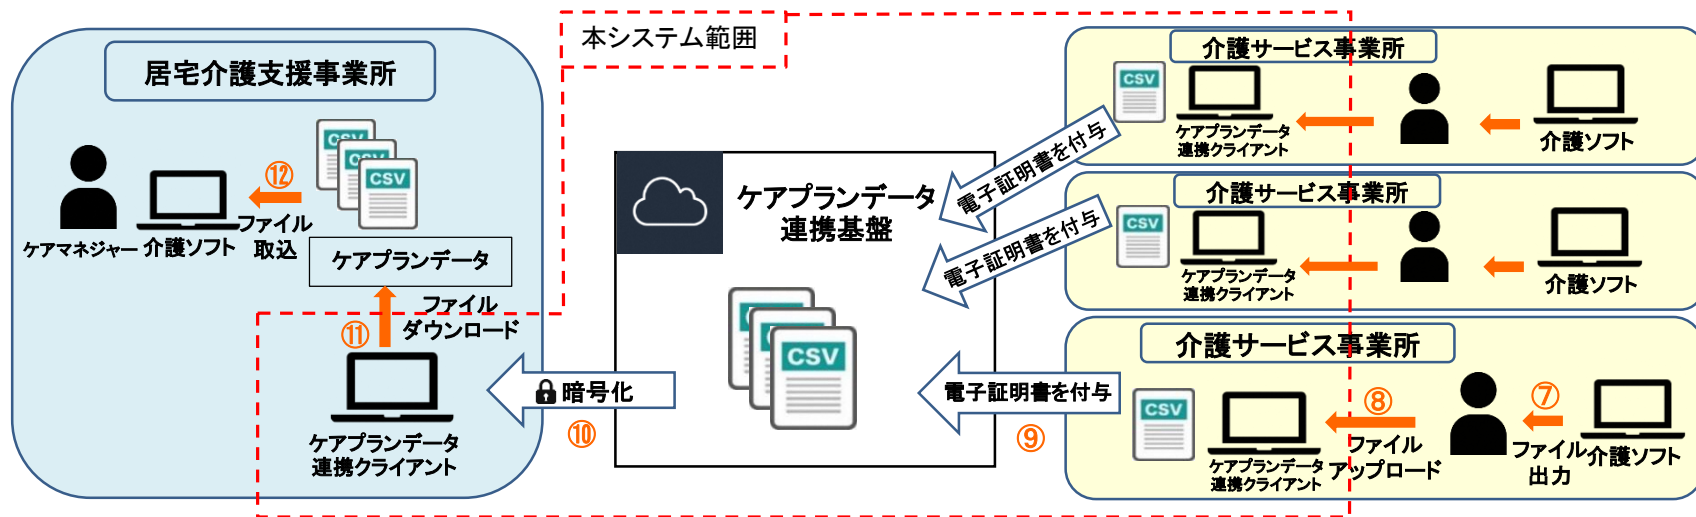 本システム範囲
居宅介護支援事業所
CSV
CSV
CSV
⑫
ファイル
取込
ケアマネジャー
介護ソフト
ケアプランデータ
⑪
ファイル
ダウンロード
ケアプランデータ
連携クライアント
暗号化
⑩
ケアプランデータ
連携基盤
CSV
電子証明書を付与
電子証明書を付与
電子証明書を付与
⑨
介護サービス事業所
CSV
ケアプランデータ
連携クライアント
介護ソフト
介護サービス事業所
CSV
ケアプランデータ
連携クライアント
介護ソフト
介護サービス事業所
CSV
ケアプランデータ
連携クライアント
⑧
ファイル
アップロード
⑦
ファイル
出力
介護ソフト